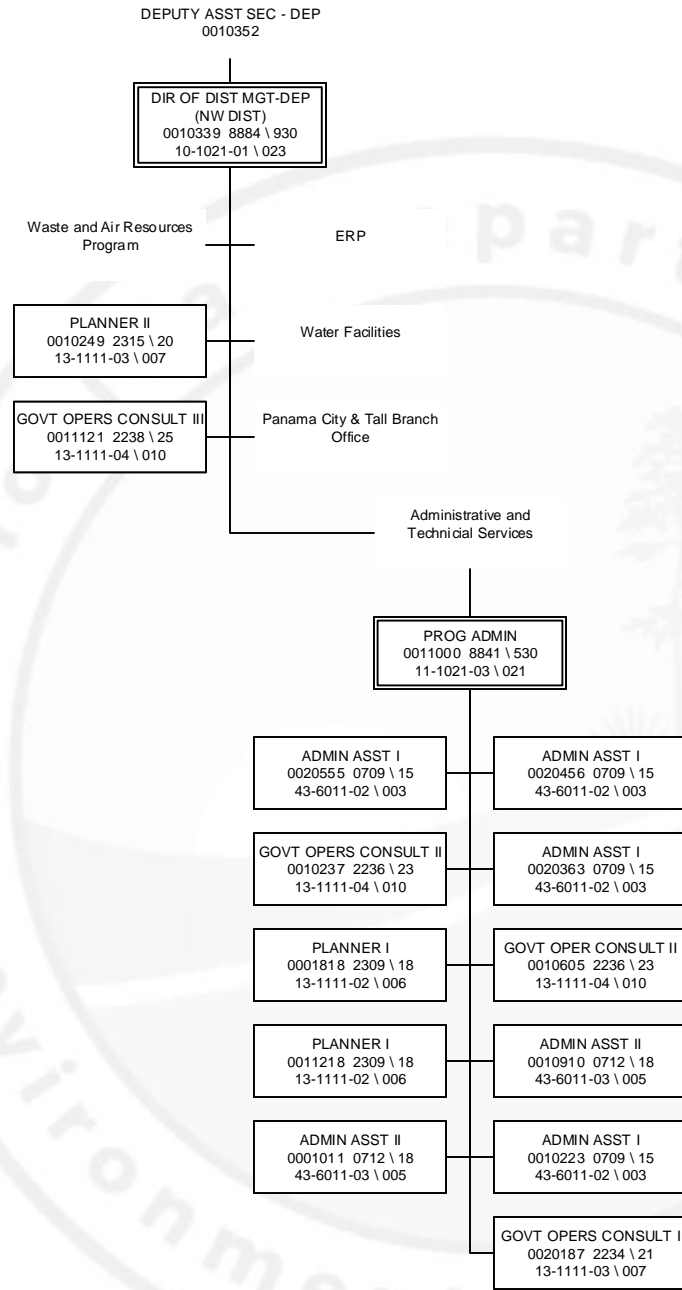 DEPUTY ASST SEC - DEP
0010352
DIR OF DIST MGT-DEP
(NW DIST)
0010339 8884 \ 930
10-1021-01 \ 023
Waste and Air Resources
Program
ERP
PLANNER II
0010249 2315 \ 20
13-1111-03 \ 007
Water Facilities
GOVT OPERS CONSULT III
0011121 2238 \ 25
13-1111-04 \ 010
Panama City & Tall Branch
Office
Administrative and
Technicial Services
PROG ADMIN
0011000 8841 \ 530
11-1021-03 \ 021
ADMIN ASST I
0020555 0709 \ 15
43-6011-02 \ 003
ADMIN ASST I
0020456 0709 \ 15
43-6011-02 \ 003
GOVT OPERS CONSULT II
0010237 2236 \ 23
13-1111-04 \ 010
ADMIN ASST I
0020363 0709 \ 15
43-6011-02 \ 003
PLANNER I
0001818 2309 \ 18
13-1111-02 \ 006
GOVT OPER CONSULT II
0010605 2236 \ 23
13-1111-04 \ 010
PLANNER I
0011218 2309 \ 18
13-1111-02 \ 006
ADMIN ASST II
0010910 0712 \ 18
43-6011-03 \ 005
ADMIN ASST II
0001011 0712 \ 18
43-6011-03 \ 005
ADMIN ASST I
0010223 0709 \ 15
43-6011-02 \ 003
GOVT OPERS CONSULT I
0020187 2234 \ 21
13-1111-03 \ 007